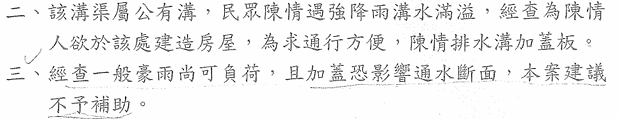 二、該溝渠屬公有溝，民眾陳情遇強降雨溝水滿溢，經查為陳情
人欲於該處建造房屋，為求通行方便，陳情排水溝加蓋板。
三、經查一般豪雨尚可負荷，且加蓋恐影響通水斷面，本案建議
不予補助。